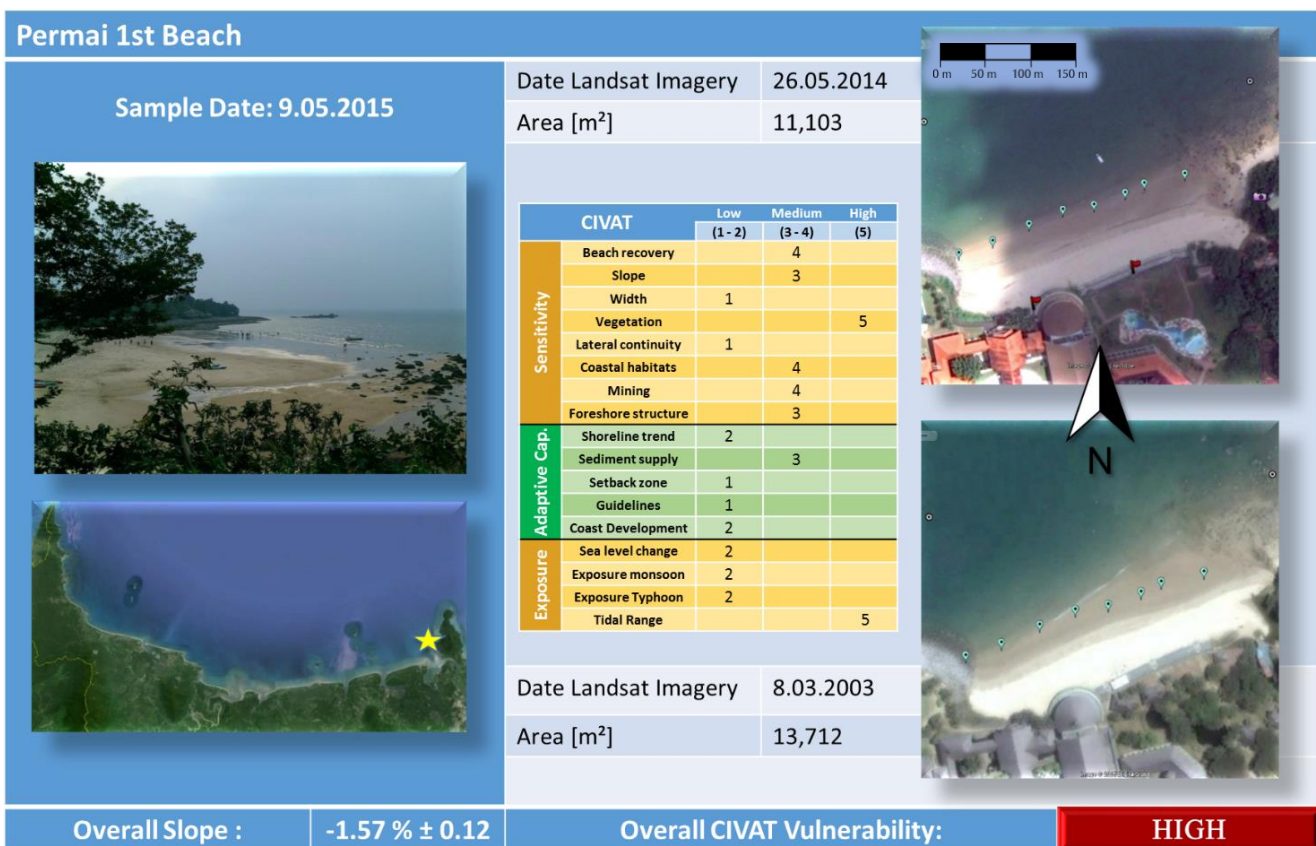 Permai 1st Beach
Sample Date: 9.05.2015
Date Landsat Imagery 26.05.2014
Area [m²] 11,103
0 m 50 m 100 m 150 m
CIVAT Low Medium High
(1 - 2) (3 - 4) (5)
Sensitivity
Beach recovery 4
Slope 3
Width 1
Vegetation 5
Lateral continuity 1
Coastal habitats 4
Mining 4
Foreshore structure 3
Adaptive Cap.
Shoreline trend 2
Sediment supply 3
Setback zone 1
Guidelines 1
Coast Development 2
Exposure
Sea level change 2
Exposure monsoon 2
Exposure Typhoon 2
Tidal Range 5
N
Date Landsat Imagery 8.03.2003
Area [m²] 13,712
Overall Slope : -1.57 % ± 0.12 Overall CIVAT Vulnerability: HIGH